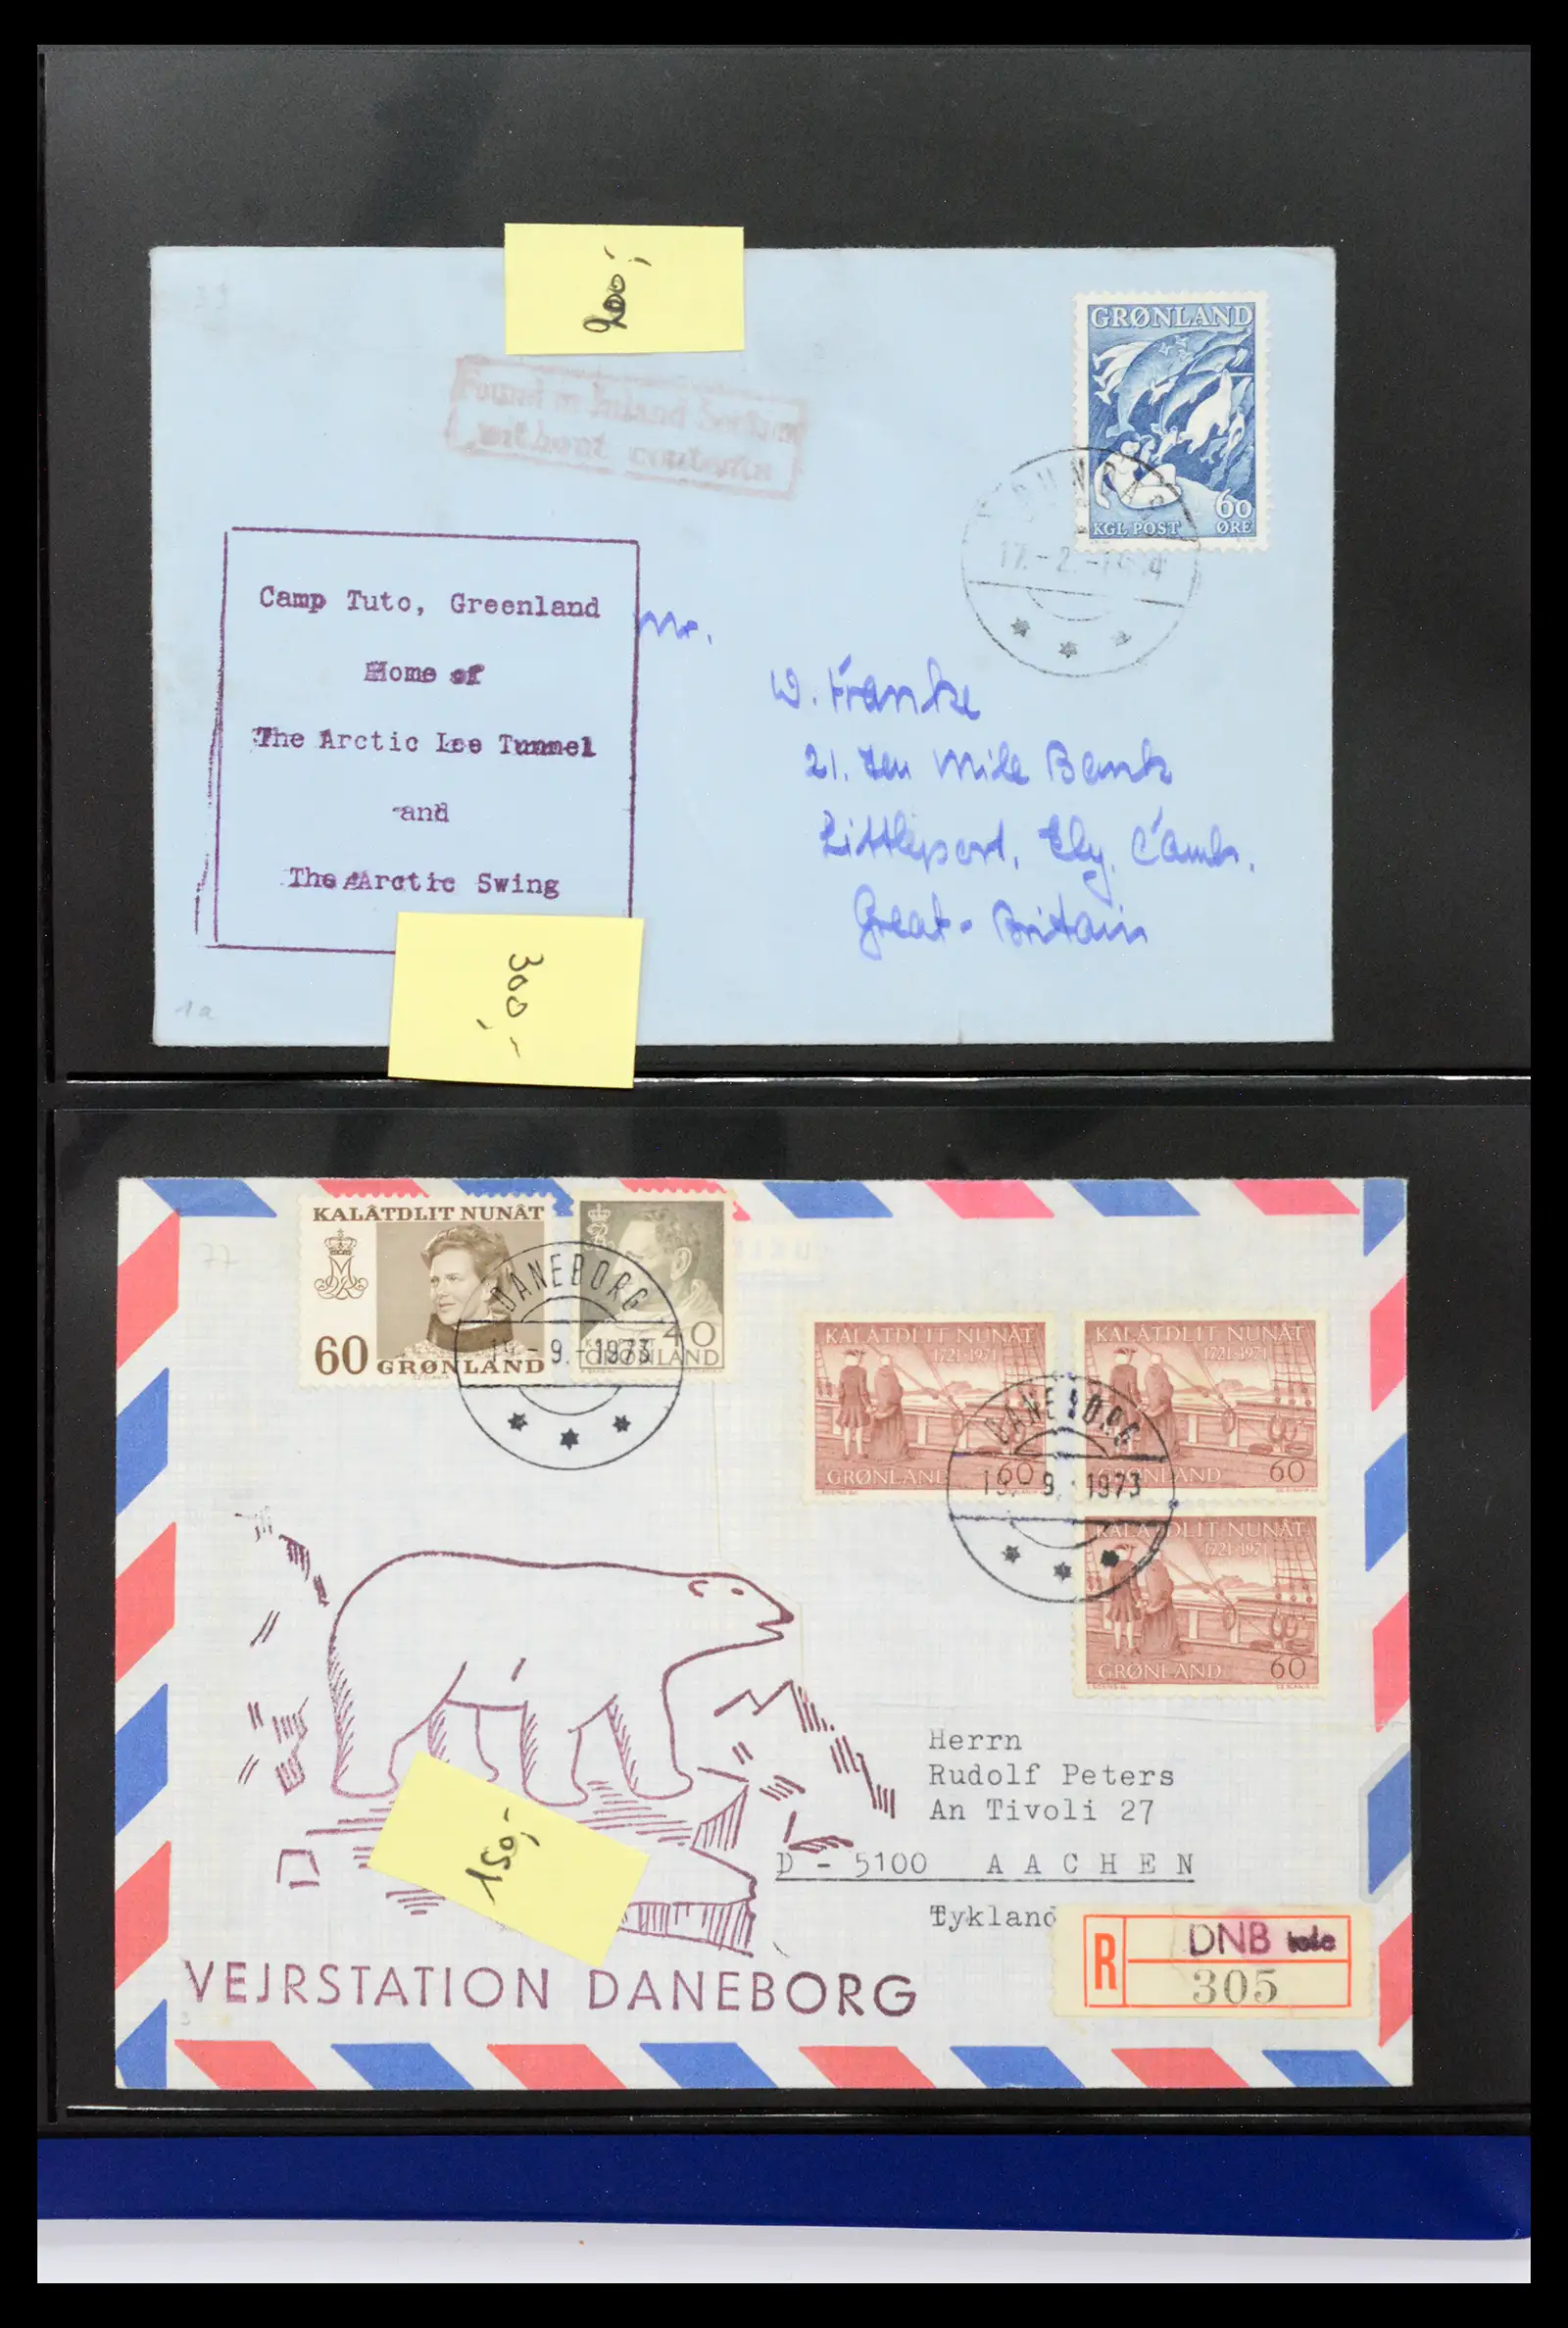 200,-
GRØNLAND
60
KGL POST ØRE
Found in Inland Section
without contents
DUNDAS
17.-2.-
Camp Tuto, Greenland
Home of
The Arctic Ice Tunnel
and
The Arctic Swing
Mr.
W. Franke
21. Ten Mile Bank
Littleport, Ely. Camb.
Great-Britain
1a
300,-
77
KALÂTDLIT NUNÂT
60 GRØNLAND
40
GRØNLAND
DANEBORG
-9.-1973
KALÂTDLIT NUNÂT
1721-1971
GRØNLAND 60
KALÂTDLIT NUNÂT
1721-1971
GRØNLAND 60
DANEBORG
19.-9.-1973
KALÂTDLIT NUNÂT
1721-1971
GRØNLAND 60
Herrn
Rudolf Peters
An Tivoli 27
D - 5100 A A C H E N
Tykland
150,-
R DNB
305
VEJRSTATION DANEBORG